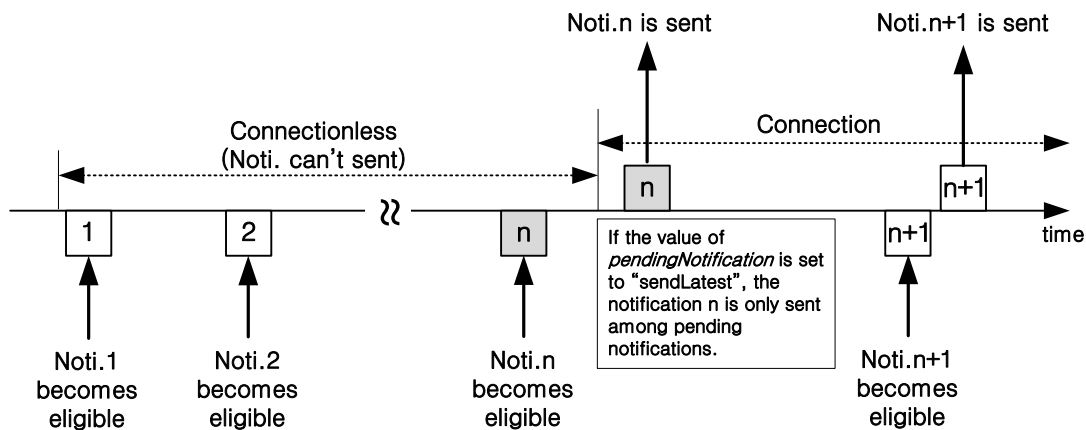 Noti.n is sent
Noti.n+1 is sent
Connectionless
(Noti. can't sent)
Connection
n
n+1
1
2
n
n+1
time
If the value of
pendingNotification is set
to “sendLatest”, the
notification n is only sent
among pending
notifications.
Noti.1
becomes
eligible
Noti.2
becomes
eligible
Noti.n
becomes
eligible
Noti.n+1
becomes
eligible